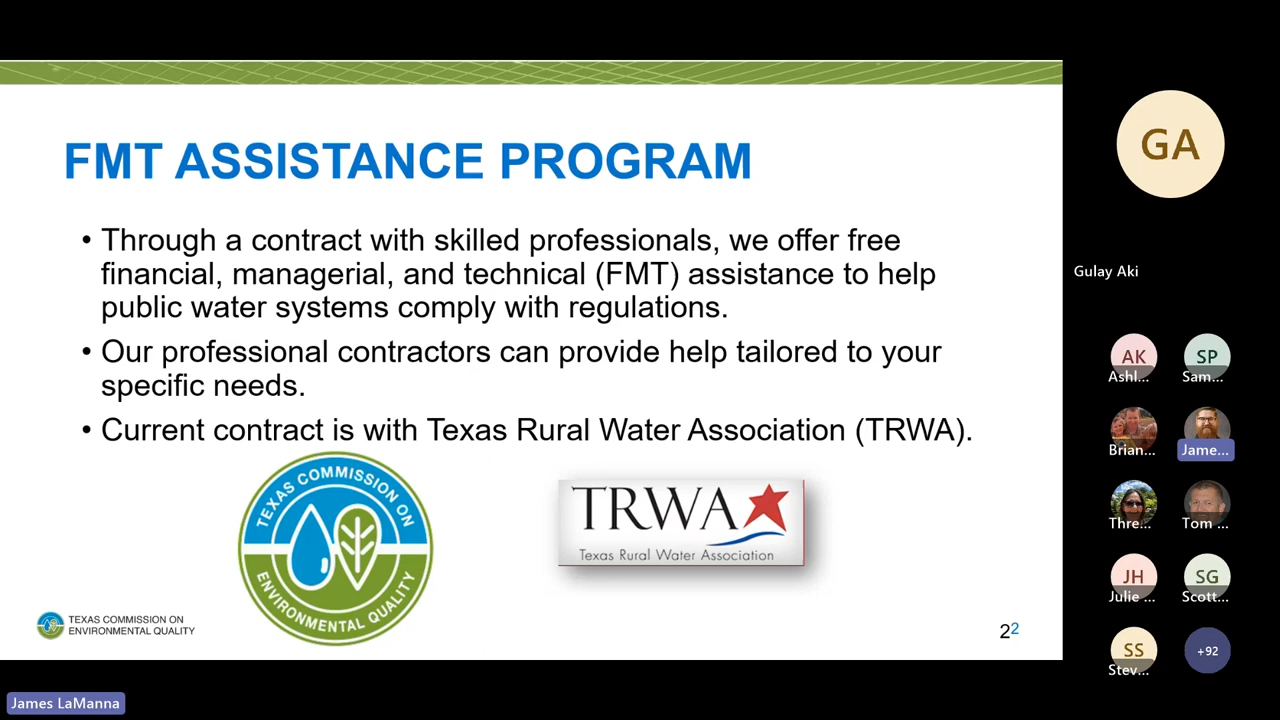 FMT ASSISTANCE PROGRAM
• Through a contract with skilled professionals, we offer free
financial, managerial, and technical (FMT) assistance to help
public water systems comply with regulations.
• Our professional contractors can provide help tailored to your
specific needs.
• Current contract is with Texas Rural Water Association (TRWA).
TEXAS COMMISSION ON
ENVIRONMENTAL QUALITY
TRWA
Texas Rural Water Association
TEXAS COMMISSION ON
ENVIRONMENTAL QUALITY
22
James LaManna
GA
Gulay Aki
AK
SP
Ashl...
Sam...
Brian...
Jame...
Thre...
Tom ...
JH
SG
Julie ...
Scott...
SS
+92
Stev...